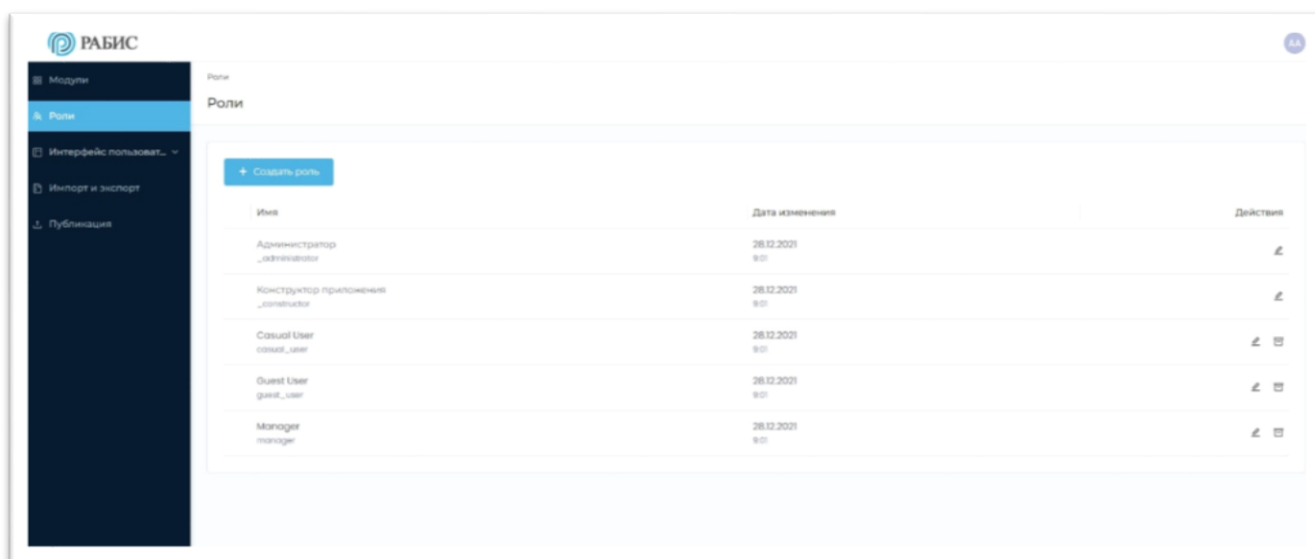 РАБИС
AA
Модули
Роли
Интерфейс пользоват...
Импорт и экспорт
Публикация
Роли
Роли
+ Создать роль
Имя Дата изменения Действия
Администратор 28.12.2021
_administrator 9:01
Конструктор приложения 28.12.2021
_constructor 9:01
Casual User 28.12.2021
casual_user 9:01
Guest User 28.12.2021
guest_user 9:01
Manager 28.12.2021
manager 9:01